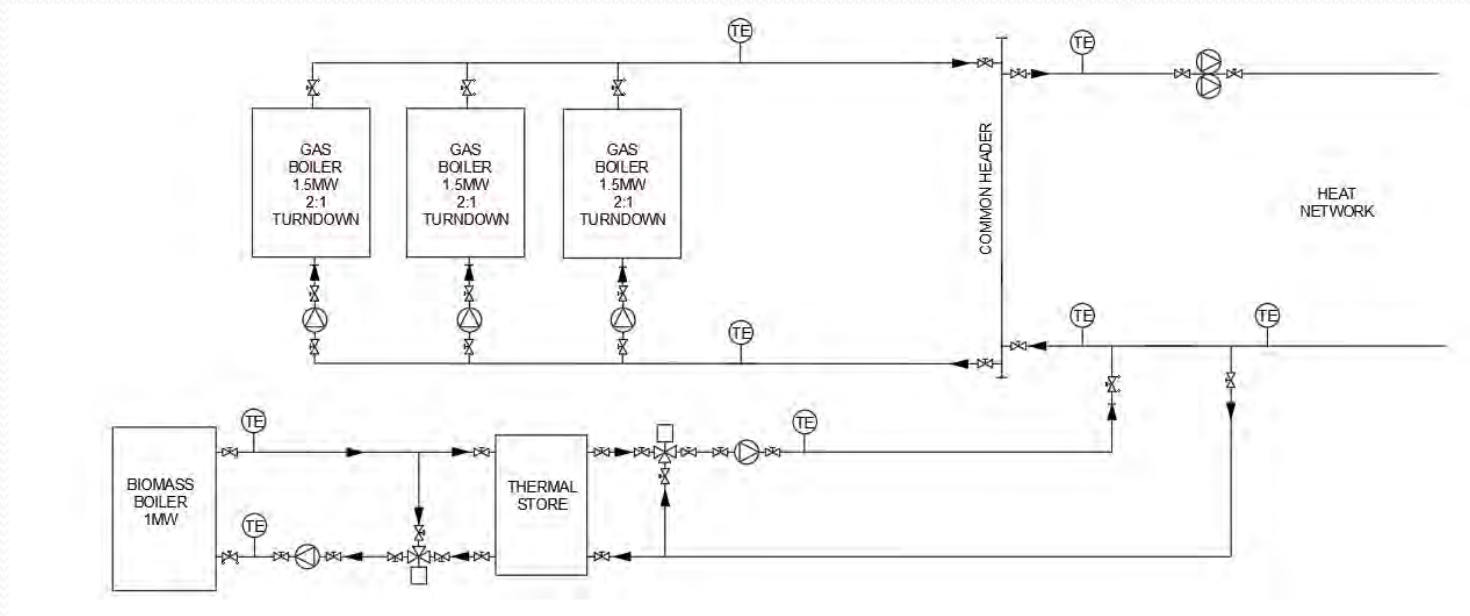 TE
TE
GAS
BOILER
1.5MW
2:1
TURNDOWN
GAS
BOILER
1.5MW
2:1
TURNDOWN
GAS
BOILER
1.5MW
2:1
TURNDOWN
COMMON HEADER
HEAT
NETWORK
TE
TE
TE
TE
TE
BIOMASS
BOILER
1MW
THERMAL
STORE
TE